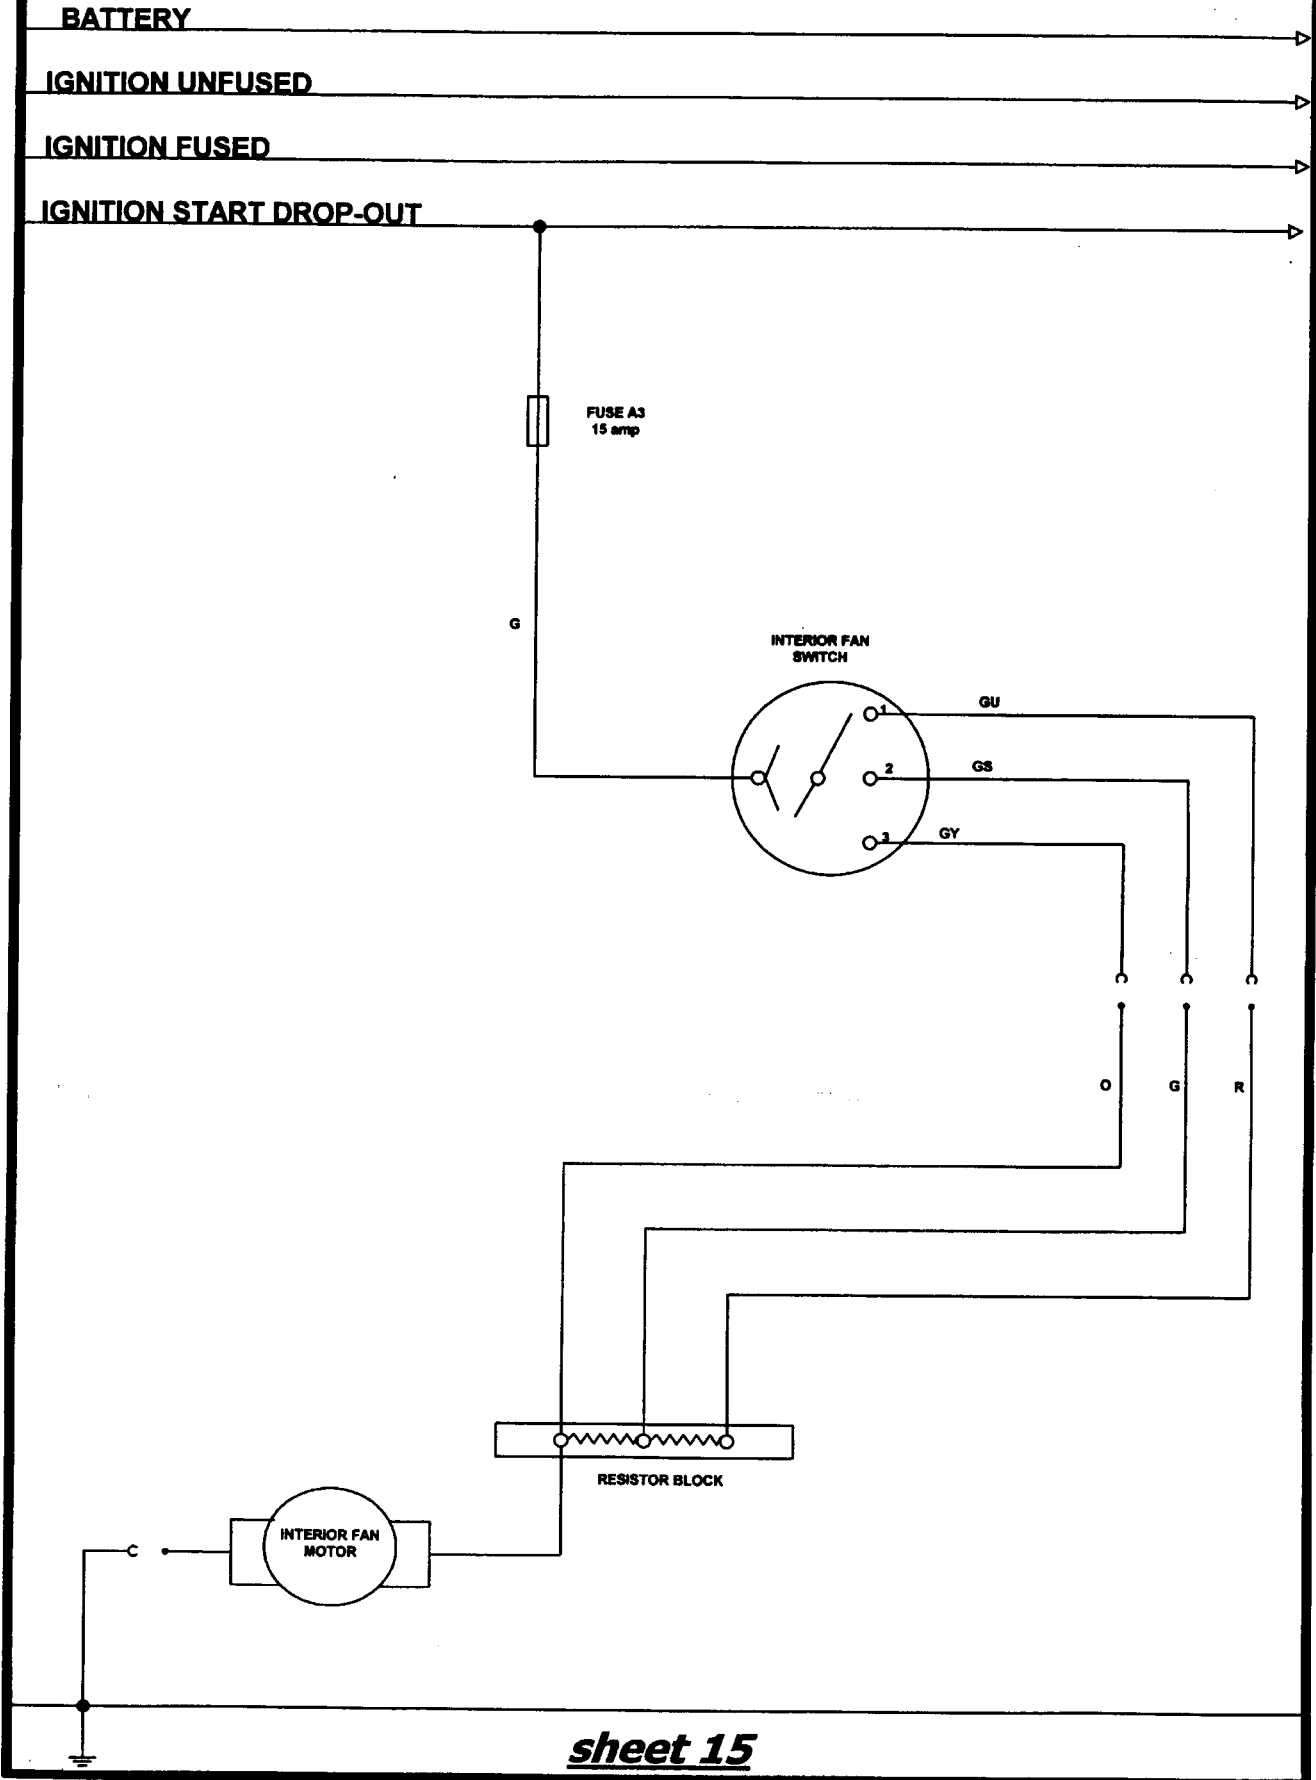 BATTERY
IGNITION UNFUSED
IGNITION FUSED
IGNITION START DROP-OUT
FUSE A3
15 amp
G
INTERIOR FAN
SWITCH
1
GU
2
GS
3
GY
O
G
R
RESISTOR BLOCK
INTERIOR FAN
MOTOR
sheet 15